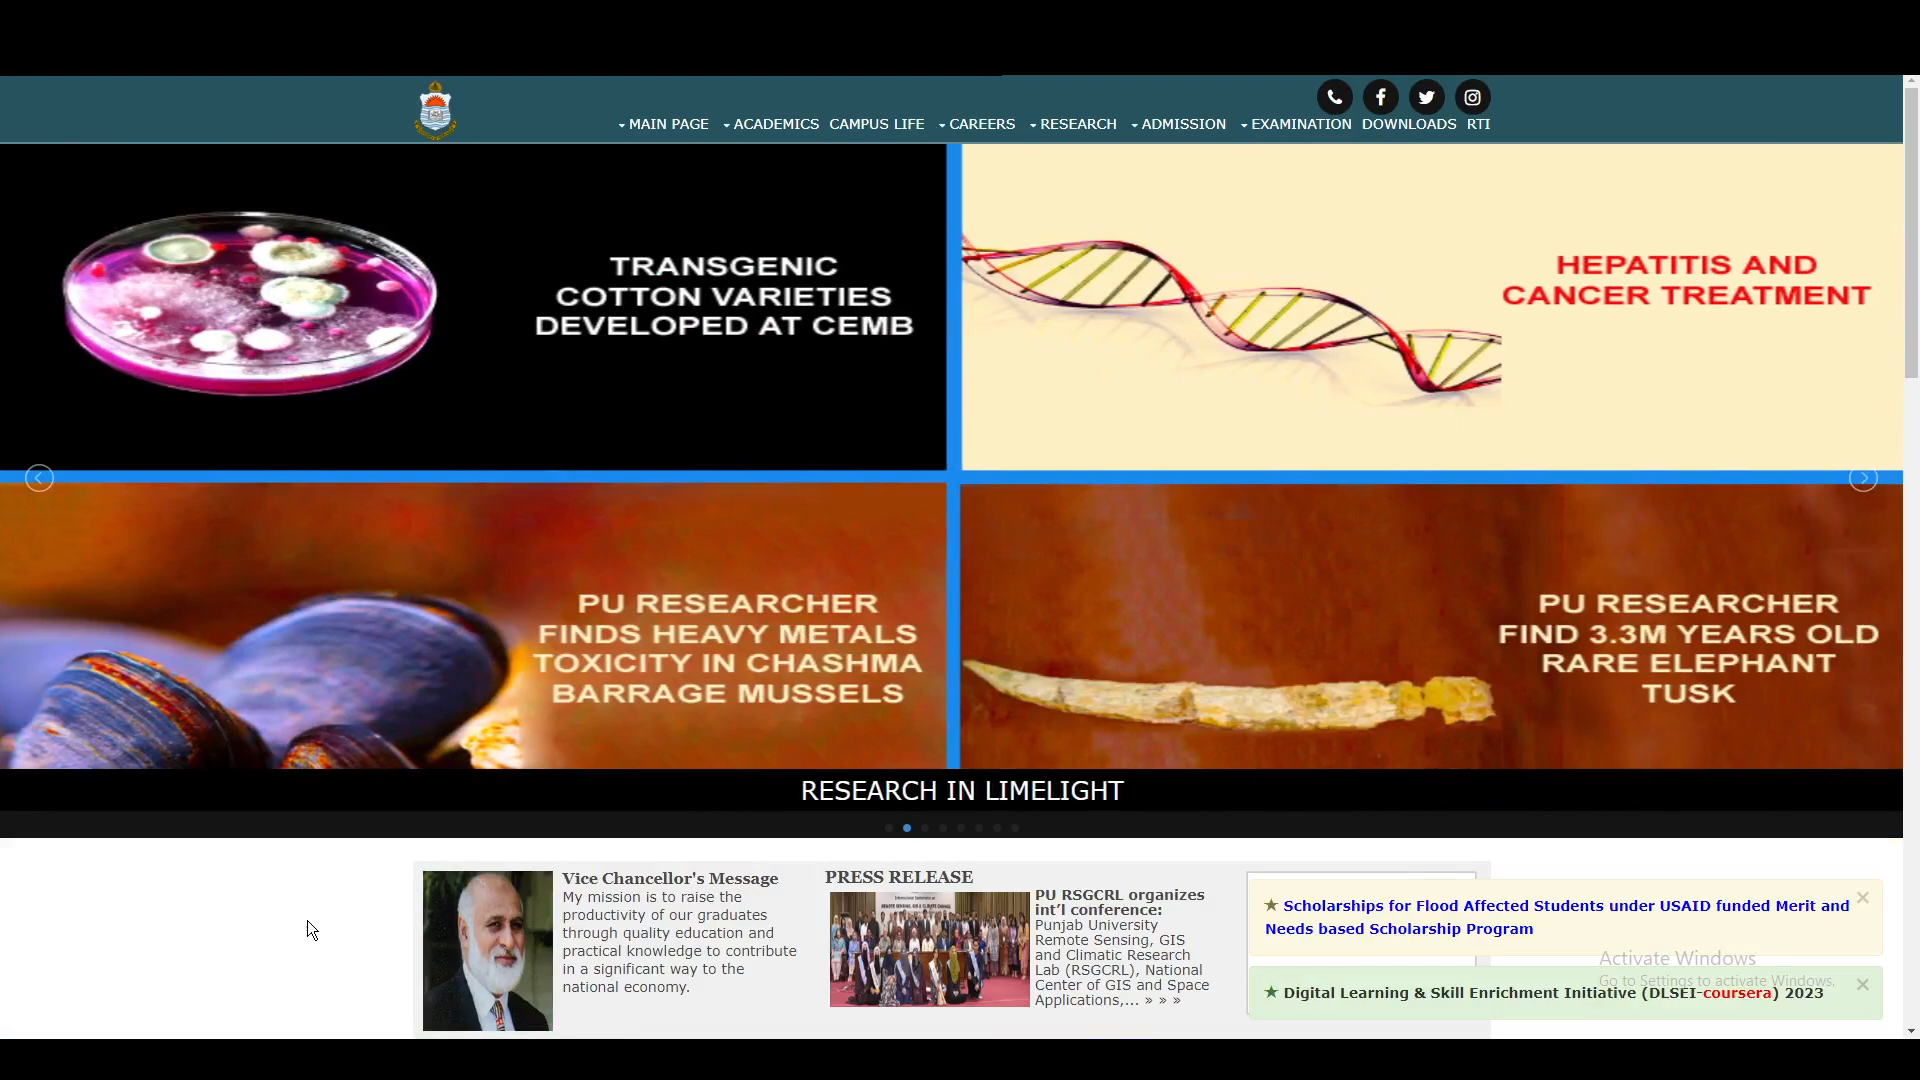 MAIN PAGE ACADEMICS CAMPUS LIFE CAREERS RESEARCH ADMISSION EXAMINATION DOWNLOADS RTI
TRANSGENIC
COTTON VARIETIES
DEVELOPED AT CEMB
HEPATITIS AND
CANCER TREATMENT
PU RESEARCHER
FINDS HEAVY METALS
TOXICITY IN CHASHMA
BARRAGE MUSSELS
PU RESEARCHER
FIND 3.3M YEARS OLD
RARE ELEPHANT
TUSK
RESEARCH IN LIMELIGHT
Vice Chancellor's Message
My mission is to raise the
productivity of our graduates
through quality education and
practical knowledge to contribute
in a significant way to the
national economy.
PRESS RELEASE
PU RSGCRL organizes
int’l conference:
Punjab University
Remote Sensing, GIS
and Climatic Research
Lab (RSGCRL), National
Center of GIS and Space
Applications,... » » »
★ Scholarships for Flood Affected Students under USAID funded Merit and
Needs based Scholarship Program
Activate Windows
Go to Settings to activate Windows.
★ Digital Learning & Skill Enrichment Initiative (DLSEI-coursera) 2023